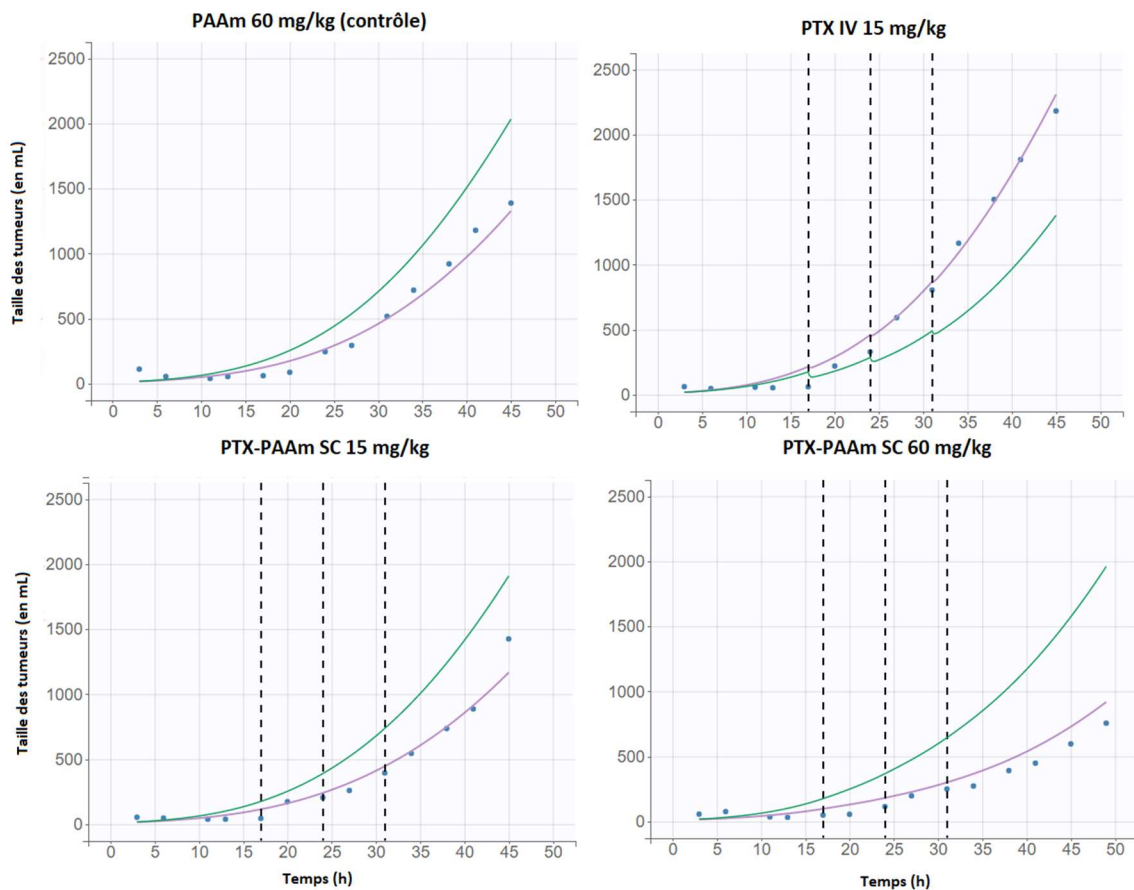 PAAm 60 mg/kg (contrôle)
PTX IV 15 mg/kg
Taille des tumeurs (en mL)
2500
2000
1500
1000
500
0
0 5 10 15 20 25 30 35 40 45 50
2500
2000
1500
1000
500
0
0 5 10 15 20 25 30 35 40 45 50
PTX-PAAm SC 15 mg/kg
PTX-PAAm SC 60 mg/kg
Taille des tumeurs (en mL)
2500
2000
1500
1000
500
0
0 5 10 15 20 25 30 35 40 45 50
Temps (h)
2500
2000
1500
1000
500
0
0 5 10 15 20 25 30 35 40 45 50
Temps (h)